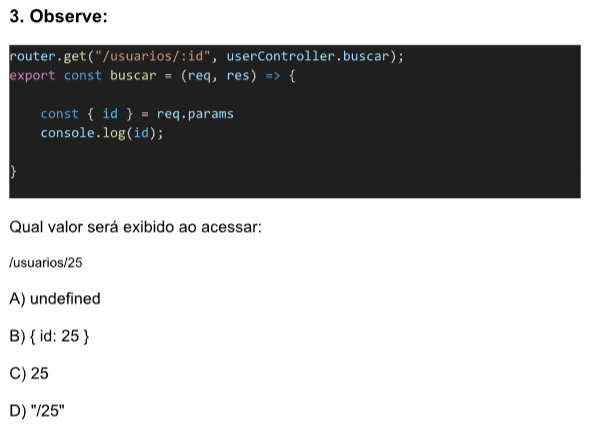 3. Observe:
router.get("/usuarios/:id", userController.buscar);
export const buscar = (req, res) => {
const { id } = req.params
console.log(id);
}
Qual valor será exibido ao acessar:
/usuarios/25
A) undefined
B) { id: 25 }
C) 25
D) "/25"